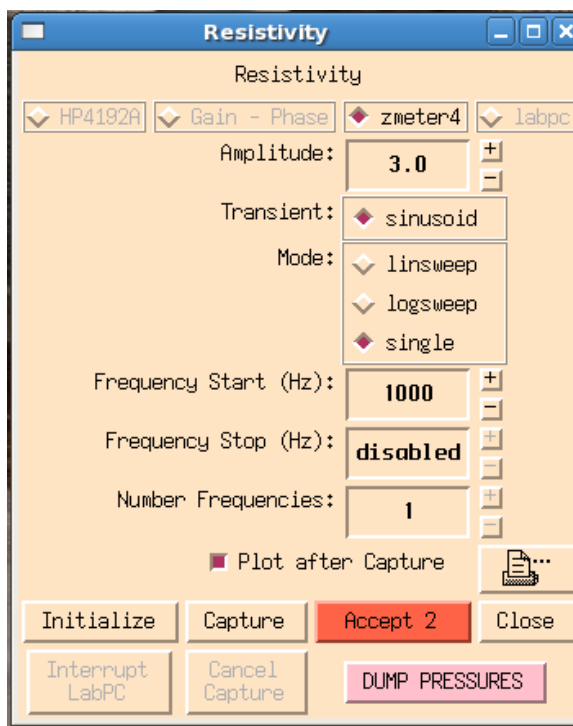 Resistivity
Resistivity
HP4192A Gain - Phase zmeter4 labpc
Amplitude: 3.0 + -
Transient: sinusoid
Mode: linsweep
logsweep
single
Frequency Start (Hz): 1000 + -
Frequency Stop (Hz): disabled + -
Number Frequencies: 1 + -
Plot after Capture ...
Initialize Capture Accept 2 Close
Interrupt LabPC Cancel Capture DUMP PRESSURES